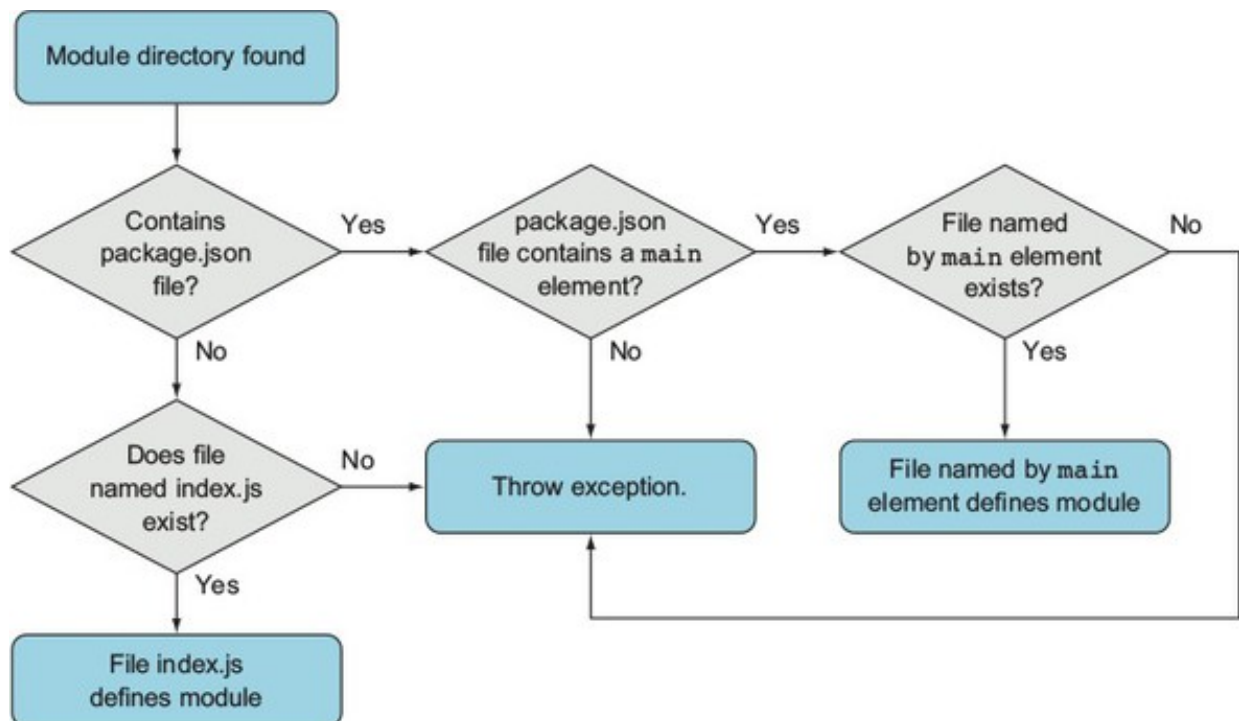 Module directory found
Contains
package.json
file?
Yes
package.json
file contains a main
element?
Yes
File named
by main element
exists?
No
No
No
Yes
Does file
named index.js
exist?
No
Throw exception.
File named by main
element defines module
Yes
File index.js
defines module